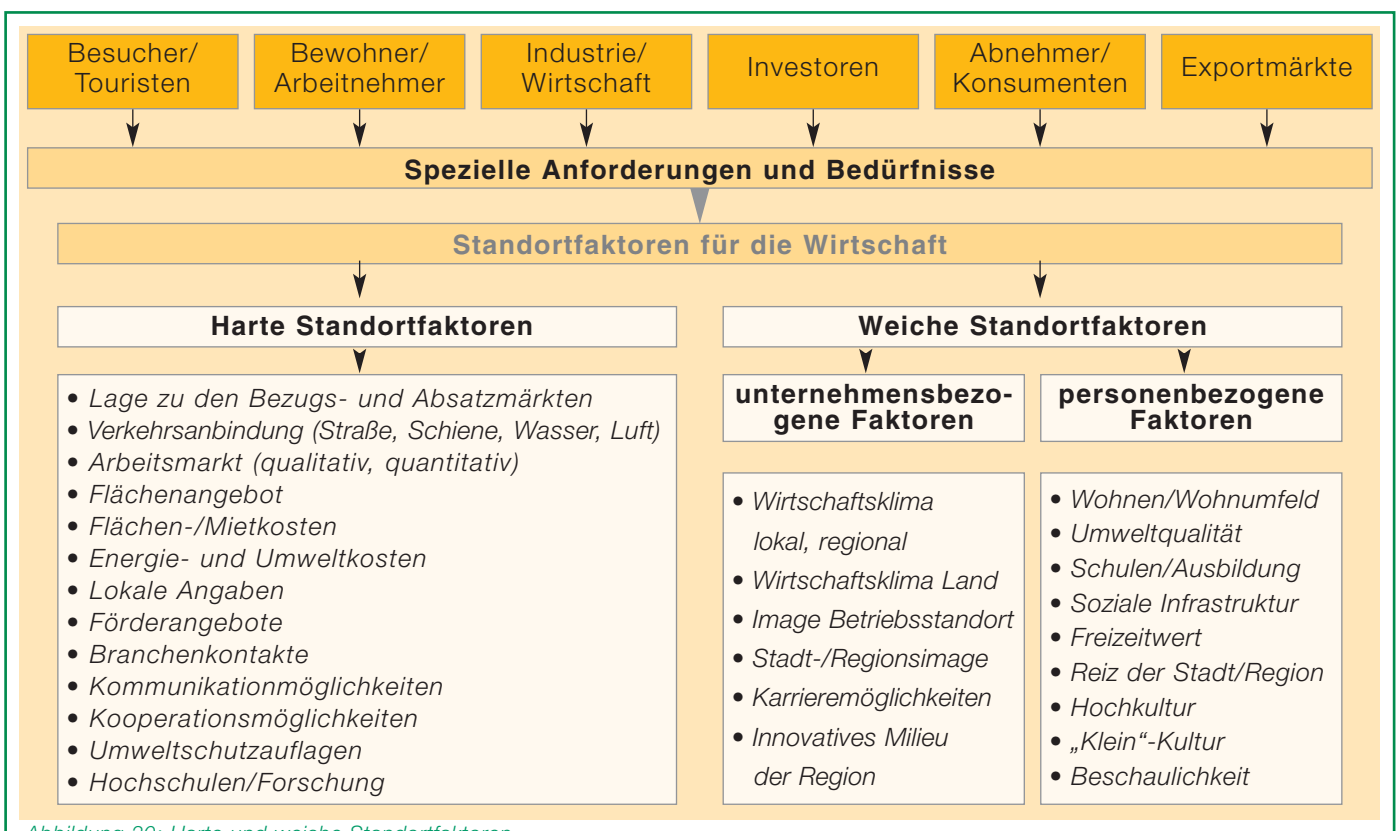 Besucher/
Touristen
Bewohner/
Arbeitnehmer
Industrie/
Wirtschaft
Investoren
Abnehmer/
Konsumenten
Exportmärkte
Spezielle Anforderungen und Bedürfnisse
Standortfaktoren für die Wirtschaft
Harte Standortfaktoren
• Lage zu den Bezugs- und Absatzmärkten
• Verkehrsanbindung (Straße, Schiene, Wasser, Luft)
• Arbeitsmarkt (qualitativ, quantitativ)
• Flächenangebot
• Flächen-/Mietkosten
• Energie- und Umweltkosten
• Lokale Angaben
• Förderangebote
• Branchenkontakte
• Kommunikationmöglichkeiten
• Kooperationsmöglichkeiten
• Umweltschutzauflagen
• Hochschulen/Forschung
Weiche Standortfaktoren
unternehmensbezo-
gene Faktoren
• Wirtschaftsklima
lokal, regional
• Wirtschaftsklima Land
• Image Betriebsstandort
• Stadt-/Regionsimage
• Karrieremöglichkeiten
• Innovatives Milieu
der Region
personenbezogene
Faktoren
• Wohnen/Wohnumfeld
• Umweltqualität
• Schulen/Ausbildung
• Soziale Infrastruktur
• Freizeitwert
• Reiz der Stadt/Region
• Hochkultur
• „Klein"-Kultur
• Beschaulichkeit
Harte und weiche Standortfaktoren